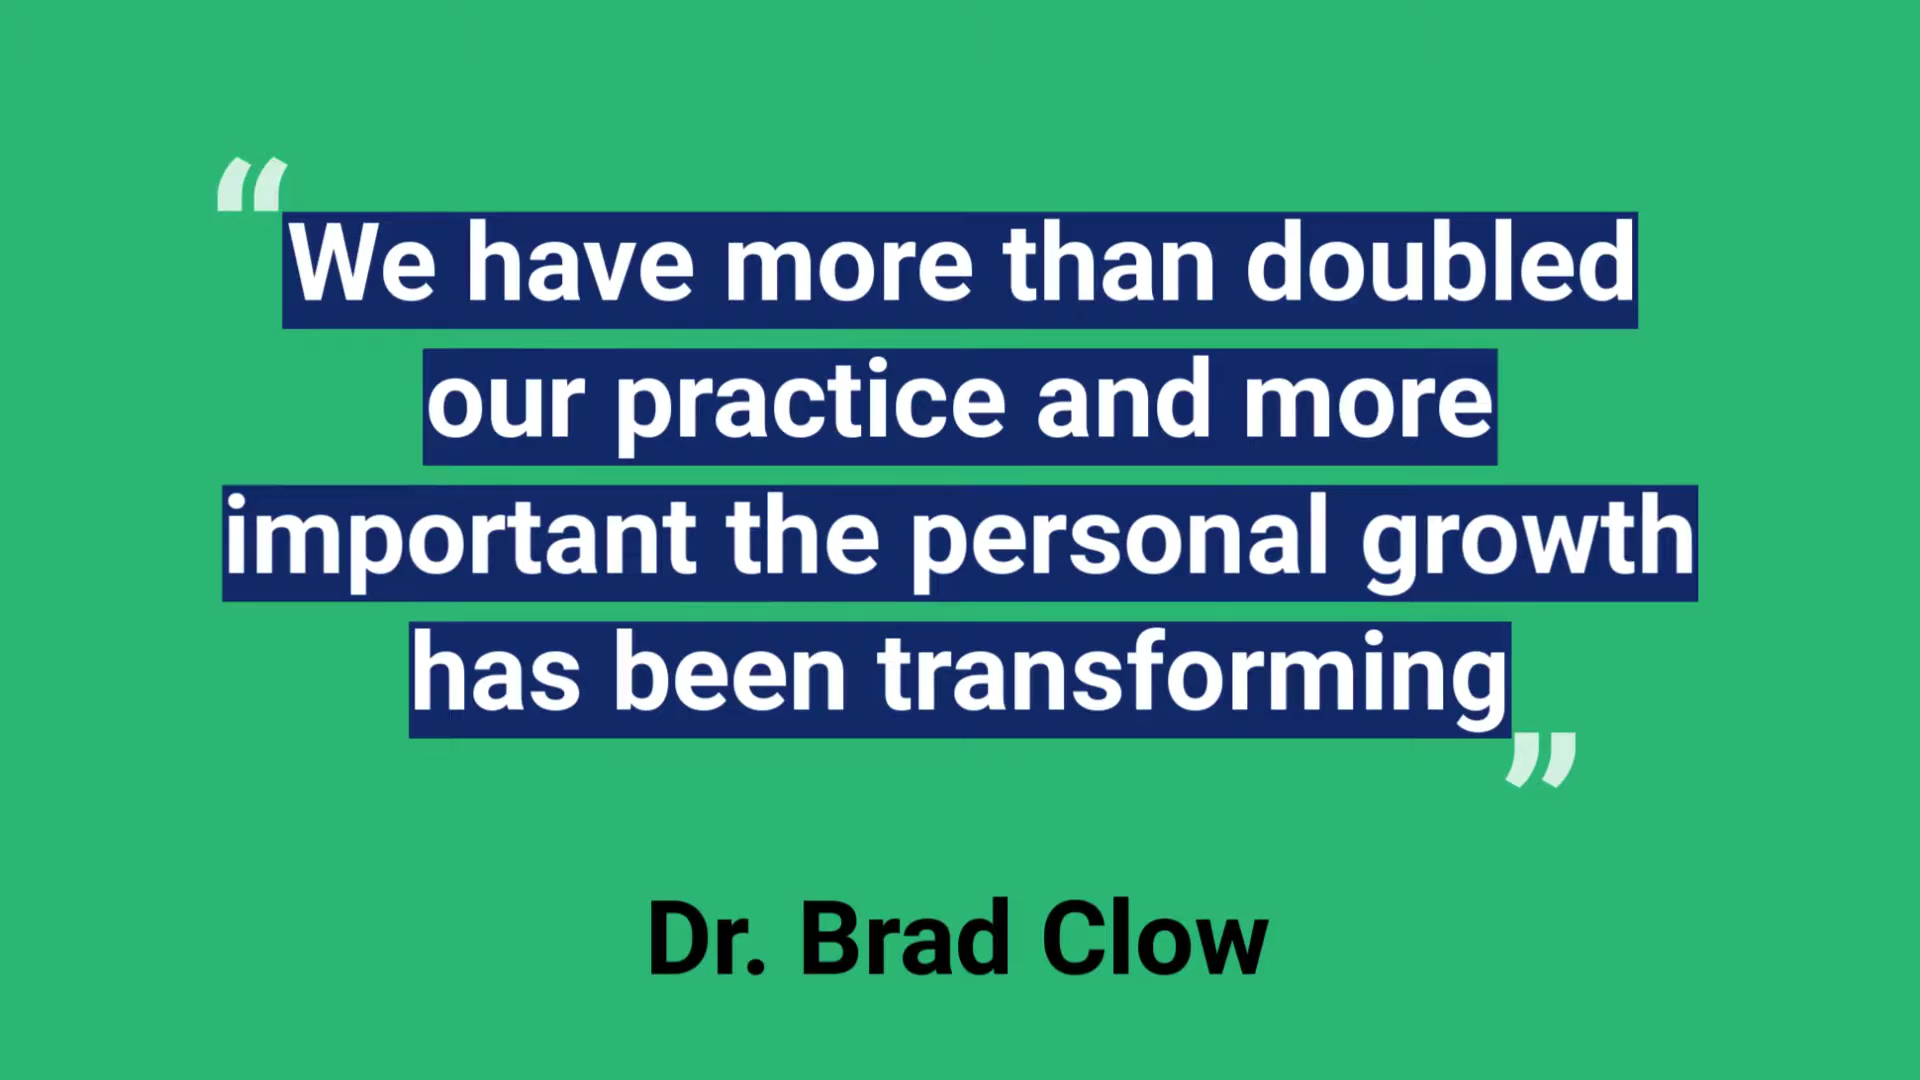 “We have more than doubled
our practice and more
important the personal growth
has been transforming”
Dr. Brad Clow